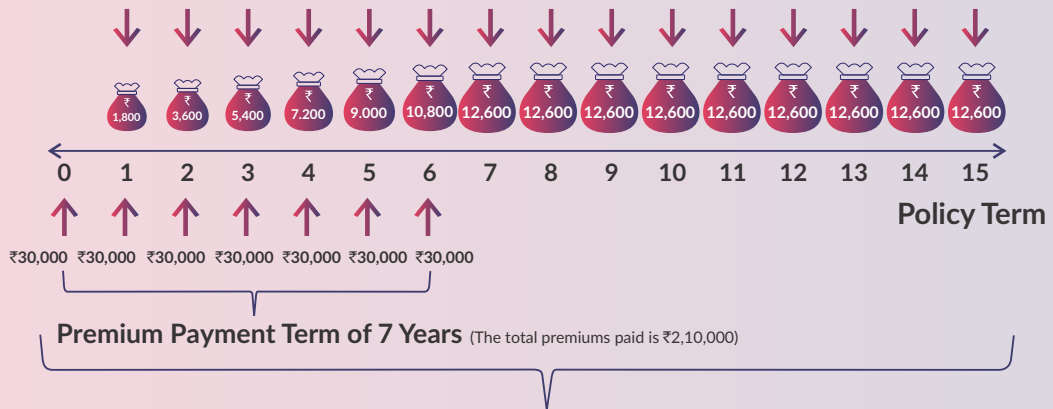 ₹ 1,800 ₹ 3,600 ₹ 5,400 ₹ 7.200 ₹ 9.000 ₹ 10,800 ₹ 12,600 ₹ 12,600 ₹ 12,600 ₹ 12,600 ₹ 12,600 ₹ 12,600 ₹ 12,600 ₹ 12,600 ₹ 12,600
0 1 2 3 4 5 6 7 8 9 10 11 12 13 14 15
Policy Term
₹30,000 ₹30,000 ₹30,000 ₹30,000 ₹30,000 ₹30,000 ₹30,000
Premium Payment Term of 7 Years (The total premiums paid is ₹2,10,000)